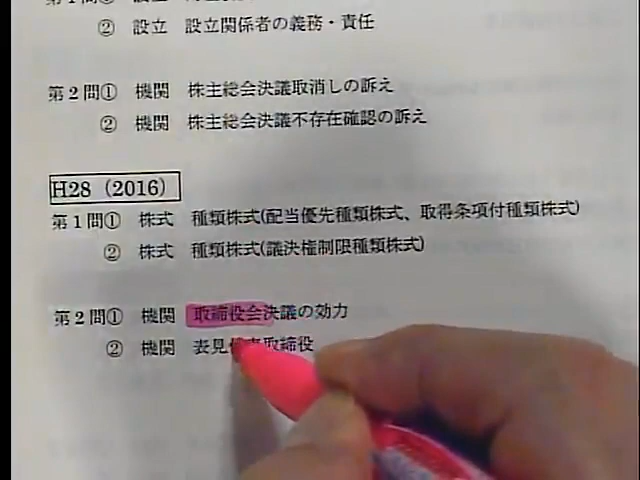 ② 設立 設立関係者の義務・責任
第2問① 機関 株主総会決議取消しの訴え
② 機関 株主総会決議不存在確認の訴え
H28（2016）
第1問① 株式 種類株式(配当優先種類株式、取得条項付種類株式)
② 株式 種類株式(議決権制限種類株式)
第2問① 機関 取締役会決議の効力
② 機関 表見代表取締役